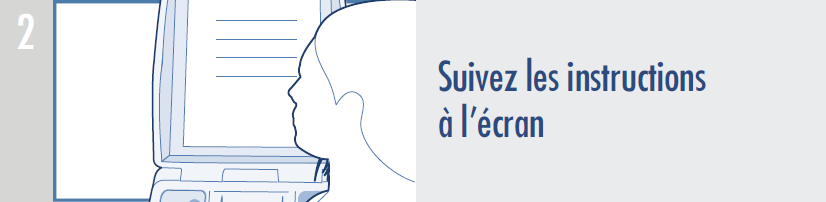 2
Suivez les instructions
à l'écran